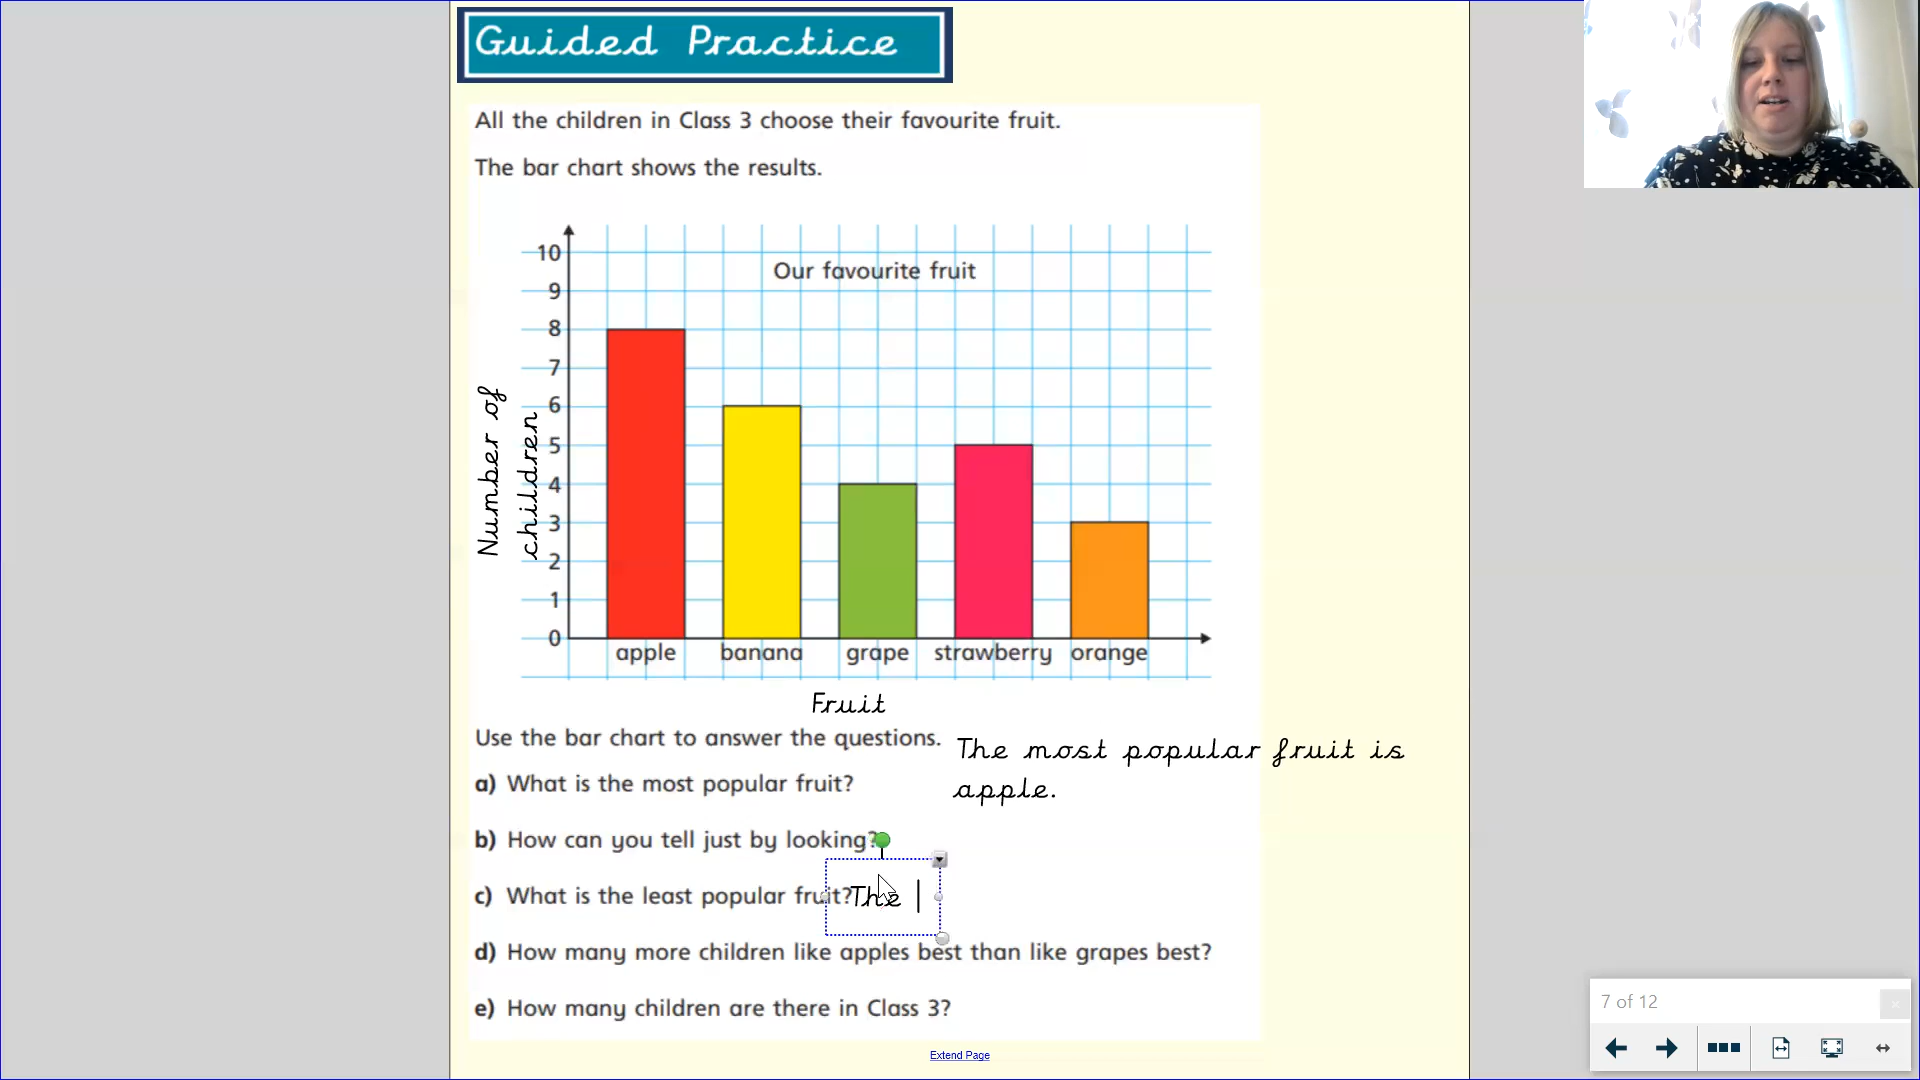 Guided Practice
All the children in Class 3 choose their favourite fruit.
The bar chart shows the results.
Our favourite fruit
10
9
8
7
6
5
4
3
2
1
0
Number of
children
apple banana grape strawberry orange
Fruit
Use the bar chart to answer the questions.
The most popular fruit is
apple.
a) What is the most popular fruit?
b) How can you tell just by looking?
c) What is the least popular fruit?
The
d) How many more children like apples best than like grapes best?
e) How many children are there in Class 3?
Extend Page
7 of 12